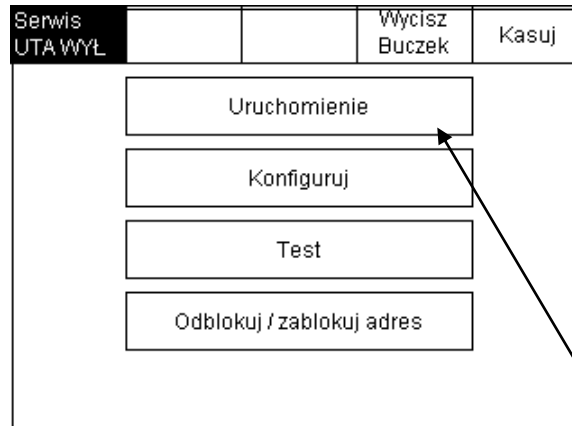 Serwis
UTA WYŁ
Wycisz
Buczek
Kasuj
Uruchomienie
Konfiguruj
Test
Odblokuj / zablokuj adres